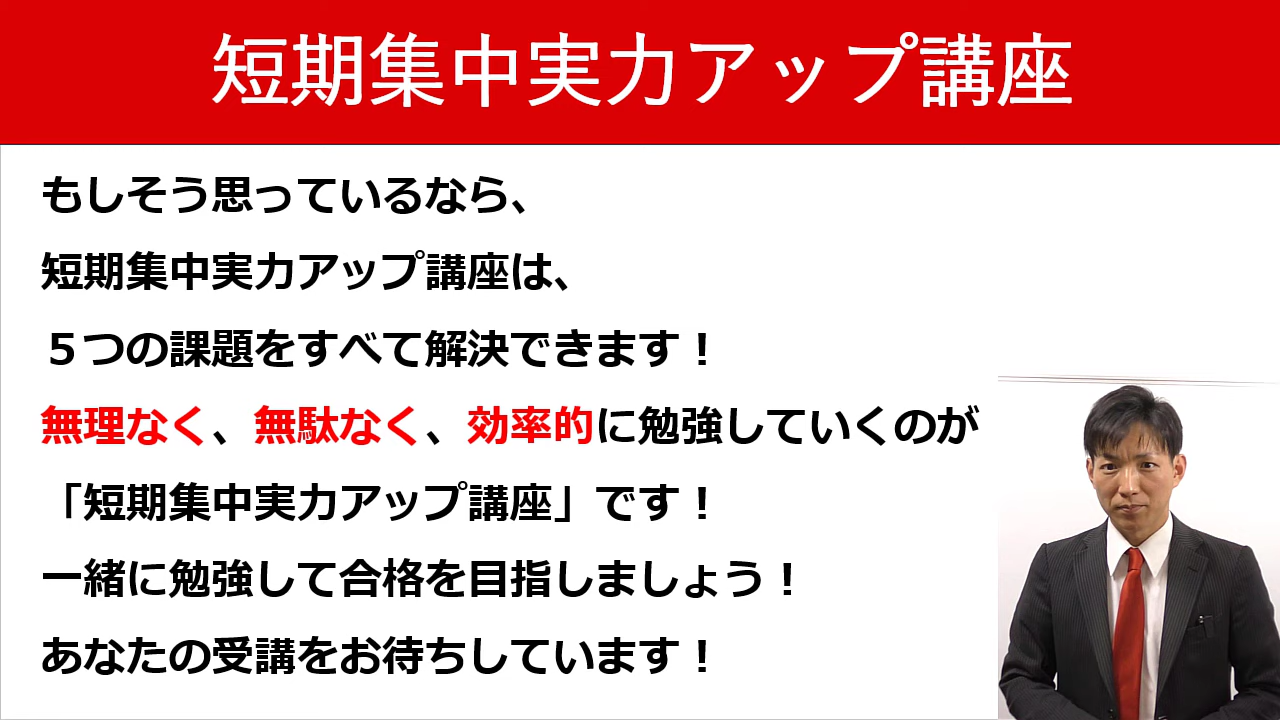 短期集中実力アップ講座
もしそう思っているなら、
短期集中実力アップ講座は、
５つの課題をすべて解決できます！
無理なく、無駄なく、効率的に勉強していくのが
「短期集中実力アップ講座」です！
一緒に勉強して合格を目指しましょう！
あなたの受講をお待ちしています！